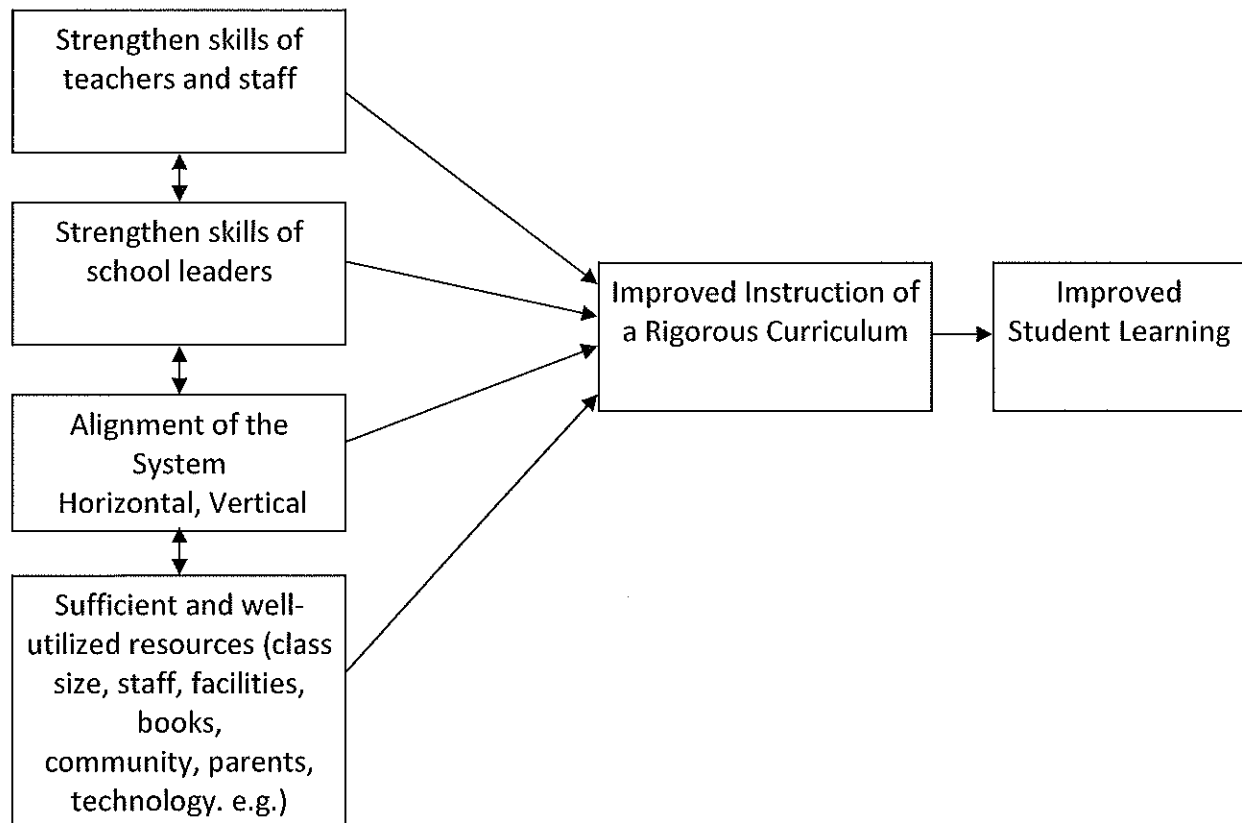 Strengthen skills of
teachers and staff
Strengthen skills of
school leaders
Alignment of the
System
Horizontal, Vertical
Sufficient and well-
utilized resources (class
size, staff, facilities,
books,
community, parents,
technology. e.g.)
Improved Instruction of
a Rigorous Curriculum
Improved
Student Learning